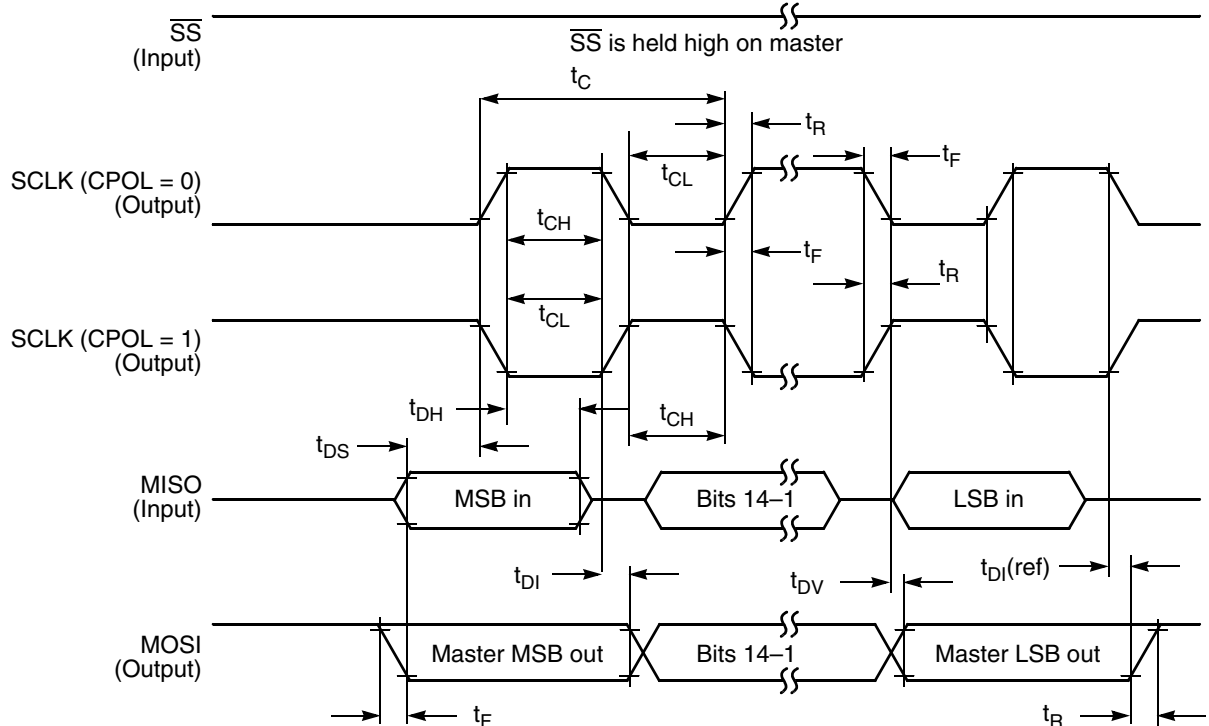 SS
(Input)
SS is held high on master
tC
tR
tF
tCL
SCLK (CPOL = 0)
(Output)
tCH
tF
tR
tCL
SCLK (CPOL = 1)
(Output)
tDH
tCH
tDS
MISO
(Input)
MSB in
Bits 14–1
LSB in
tDI
tDV
tDI(ref)
MOSI
(Output)
Master MSB out
Bits 14–1
Master LSB out
tF
tR